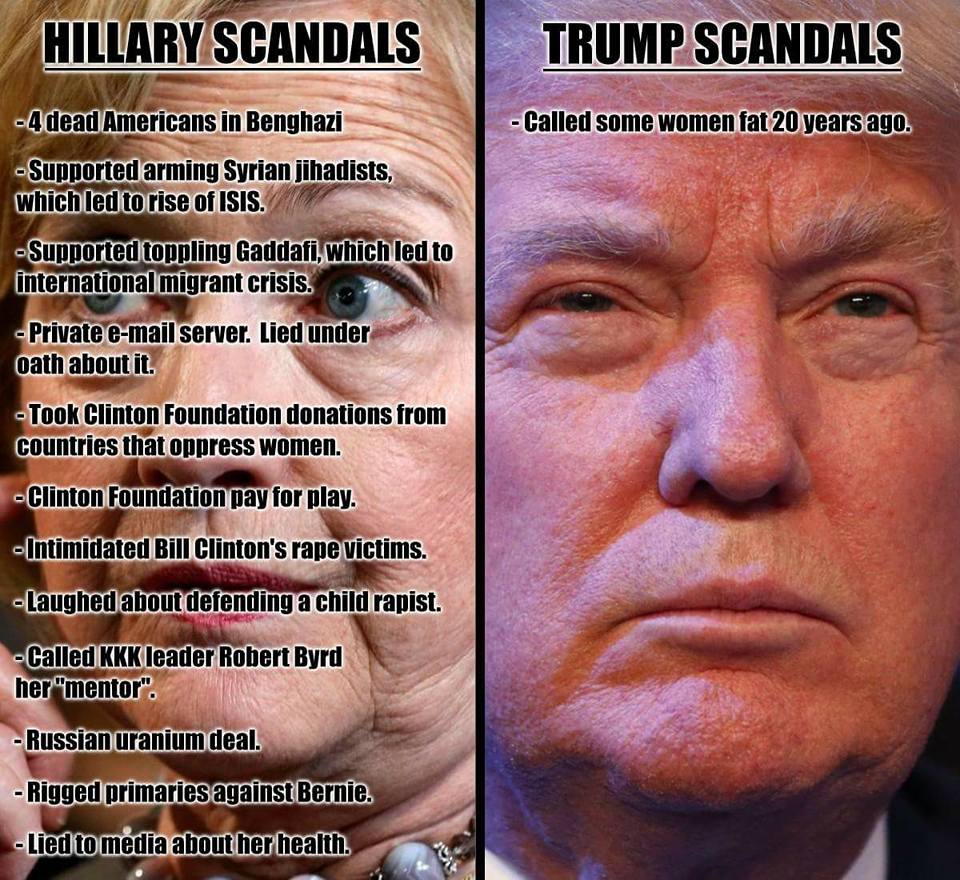 HILLARY SCANDALS
- 4 dead Americans in Benghazi
- Supported arming Syrian jihadists,
which led to rise of ISIS.
- Supported toppling Gaddafi, which led to
international migrant crisis.
- Private e-mail server.  Lied under
oath about it.
- Took Clinton Foundation donations from
countries that oppress women.
- Clinton Foundation pay for play.
- Intimidated Bill Clinton's rape victims.
- Laughed about defending a child rapist.
- Called KKK leader Robert Byrd
her "mentor".
- Russian uranium deal.
- Rigged primaries against Bernie.
- Lied to media about her health.
TRUMP SCANDALS
- Called some women fat 20 years ago.